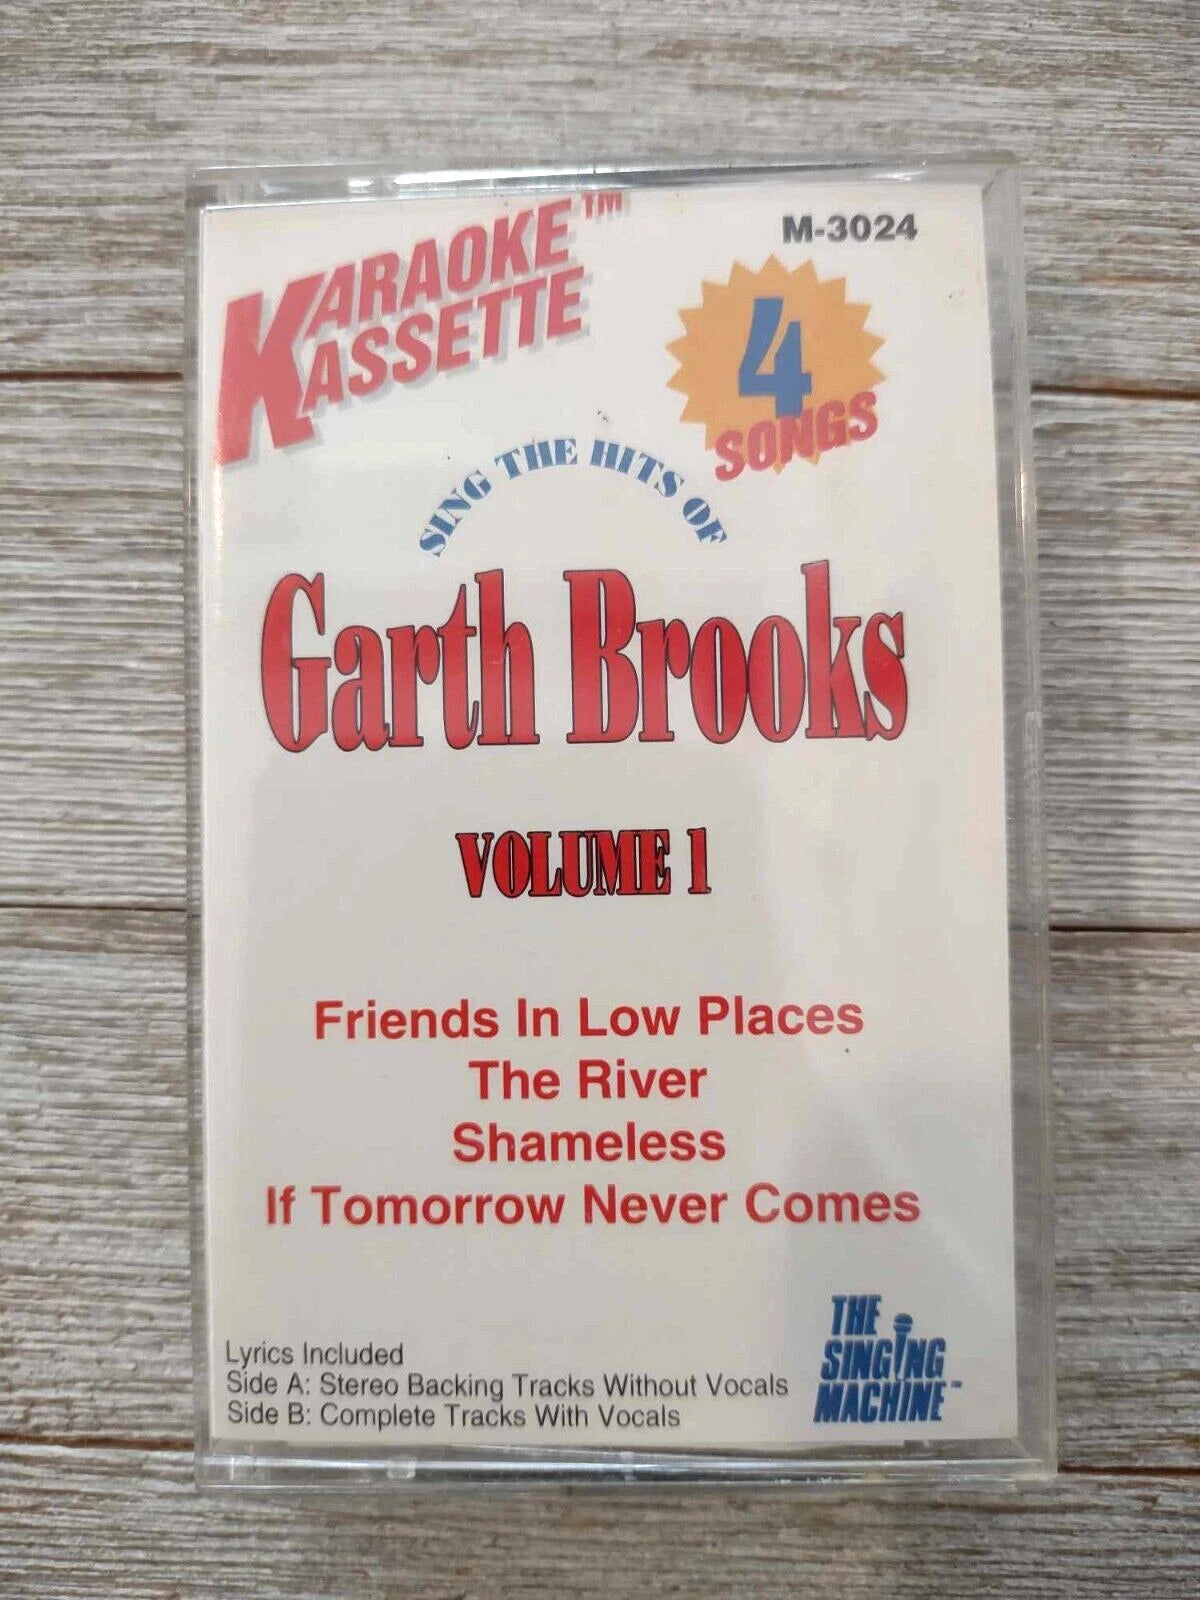 KARAOKE™
KASSETTE
M-3024
4
SONGS
SING THE HITS OF
Garth Brooks
VOLUME 1
Friends In Low Places
The River
Shameless
If Tomorrow Never Comes
Lyrics Included
Side A: Stereo Backing Tracks Without Vocals
Side B: Complete Tracks With Vocals
THE
SINGING
MACHINE™